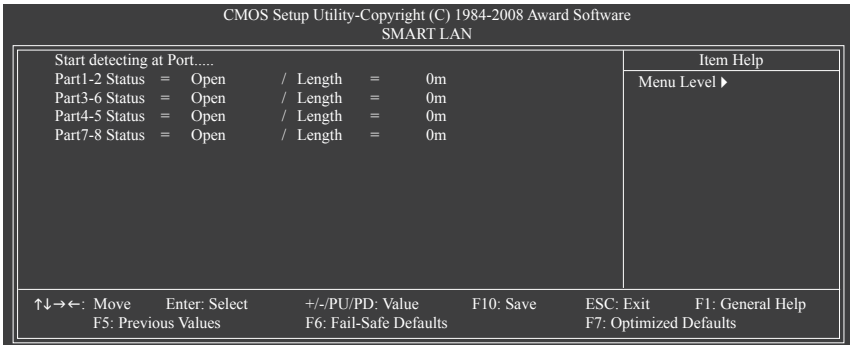 CMOS Setup Utility-Copyright (C) 1984-2008 Award Software
SMART LAN
Start detecting at Port.....
Part1-2 Status = Open / Length = 0m
Part3-6 Status = Open / Length = 0m
Part4-5 Status = Open / Length = 0m
Part7-8 Status = Open / Length = 0m
Item Help
Menu Level ▶
↑↓→←: Move Enter: Select +/-/PU/PD: Value F10: Save ESC: Exit F1: General Help
F5: Previous Values F6: Fail-Safe Defaults F7: Optimized Defaults